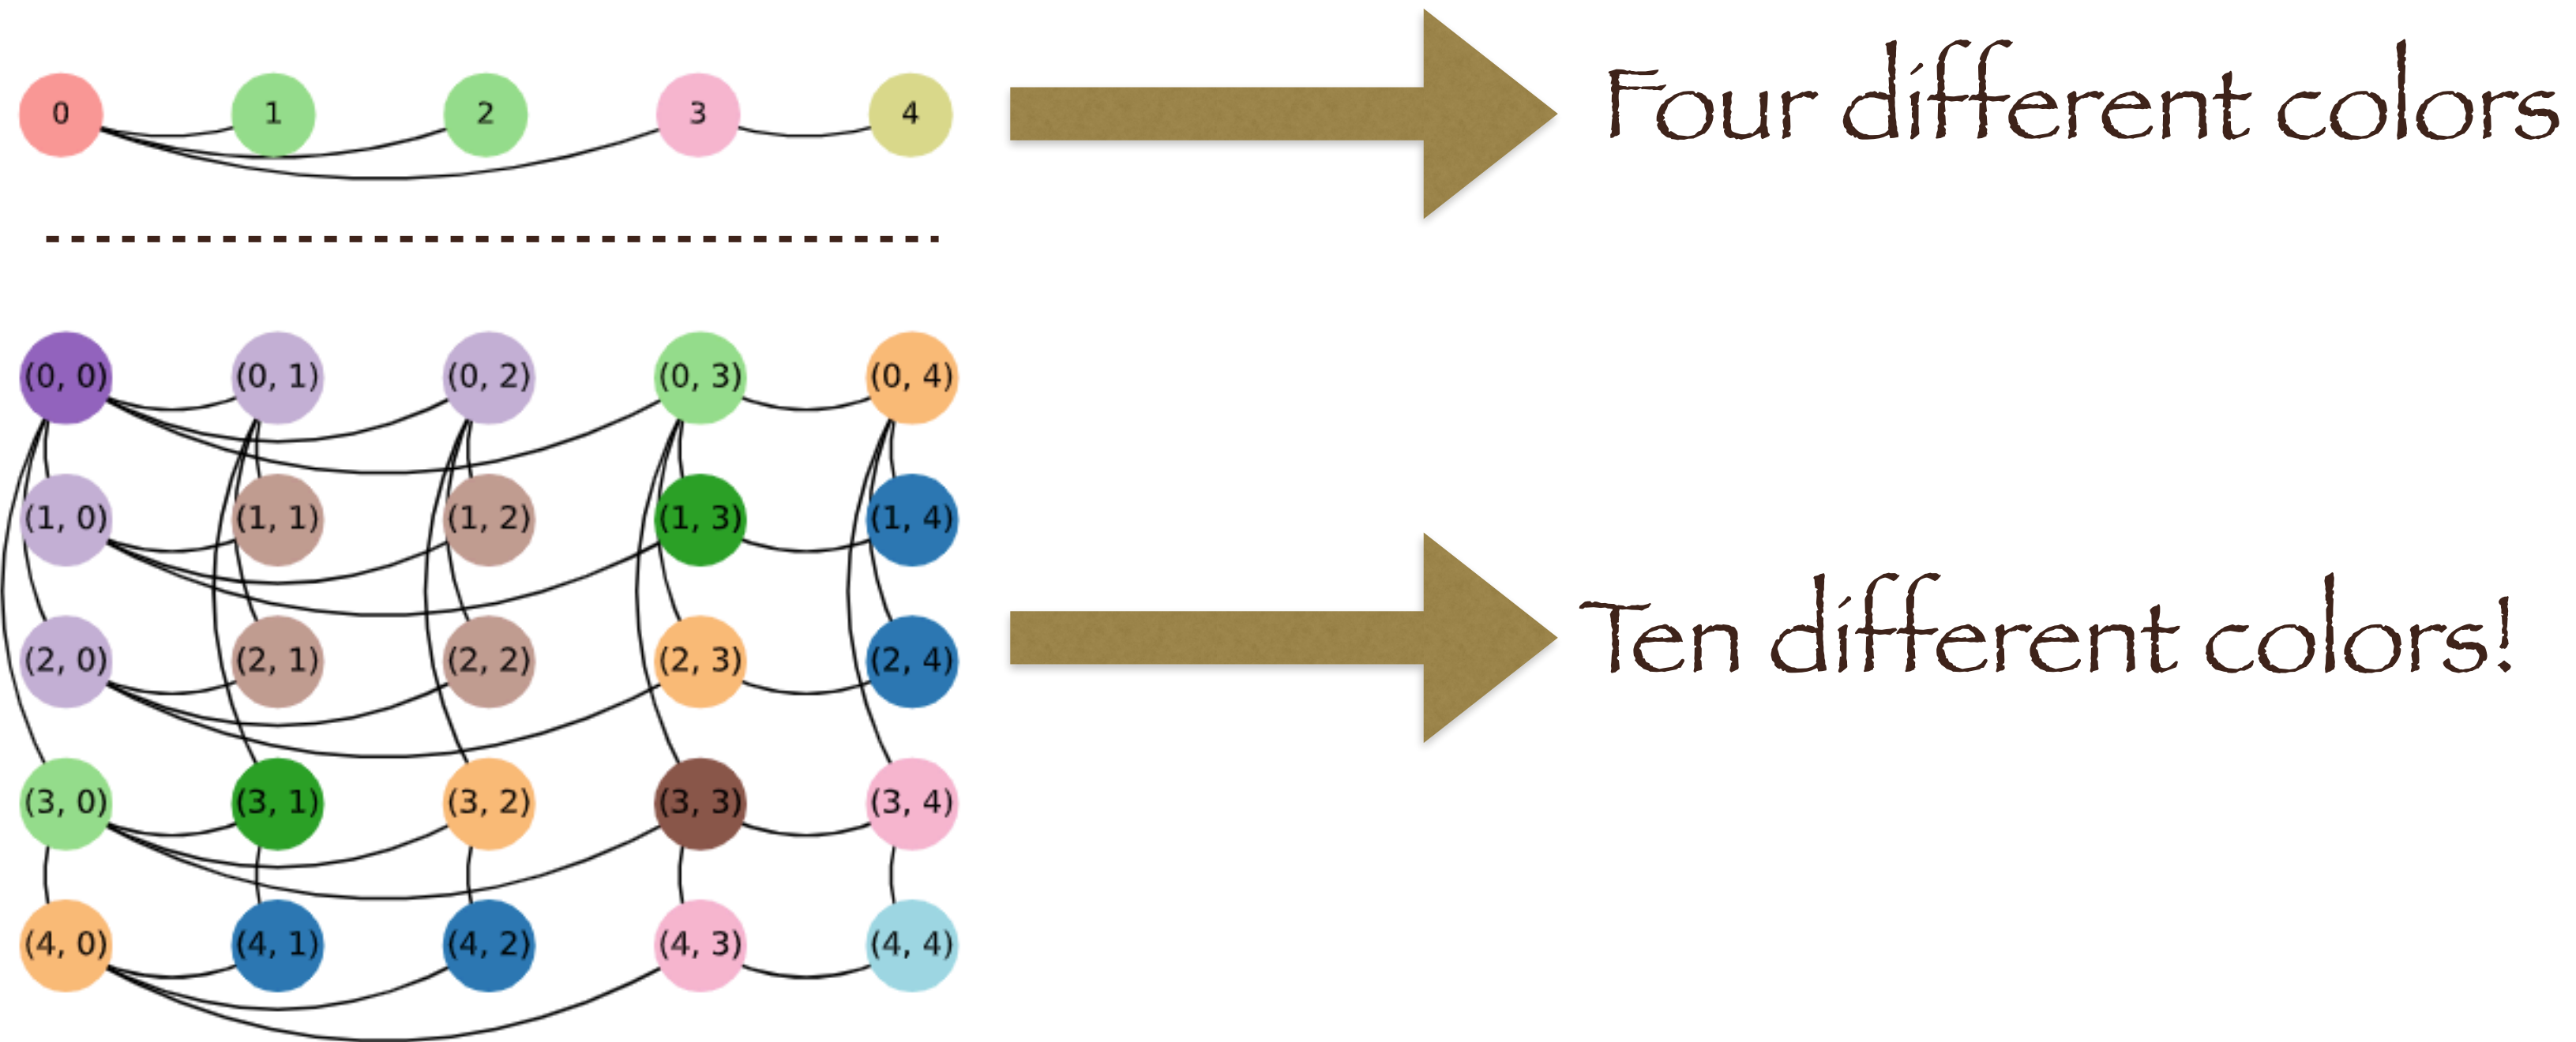 0 1 2 3 4 Four different colors
(0, 0) (0, 1) (0, 2) (0, 3) (0, 4)
(1, 0) (1, 1) (1, 2) (1, 3) (1, 4)
(2, 0) (2, 1) (2, 2) (2, 3) (2, 4) Ten different colors!
(3, 0) (3, 1) (3, 2) (3, 3) (3, 4)
(4, 0) (4, 1) (4, 2) (4, 3) (4, 4)